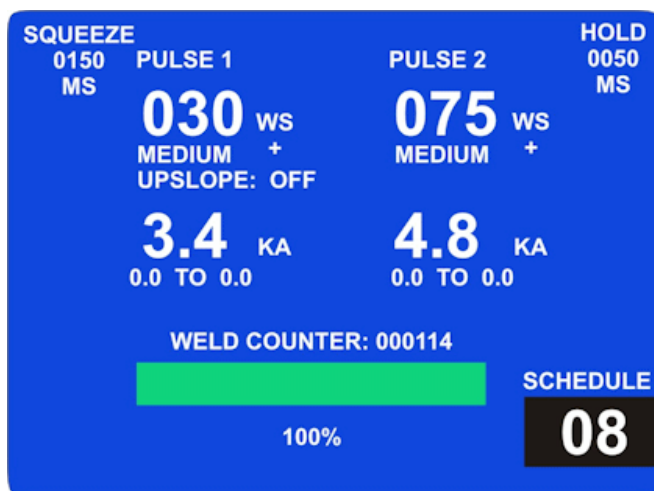 SQUEEZE
0150
MS
HOLD
0050
MS
PULSE 1
030 WS
MEDIUM +
UPSLOPE: OFF
3.4 KA
0.0 TO 0.0
PULSE 2
075 WS
MEDIUM +
4.8 KA
0.0 TO 0.0
WELD COUNTER: 000114
100%
SCHEDULE
08